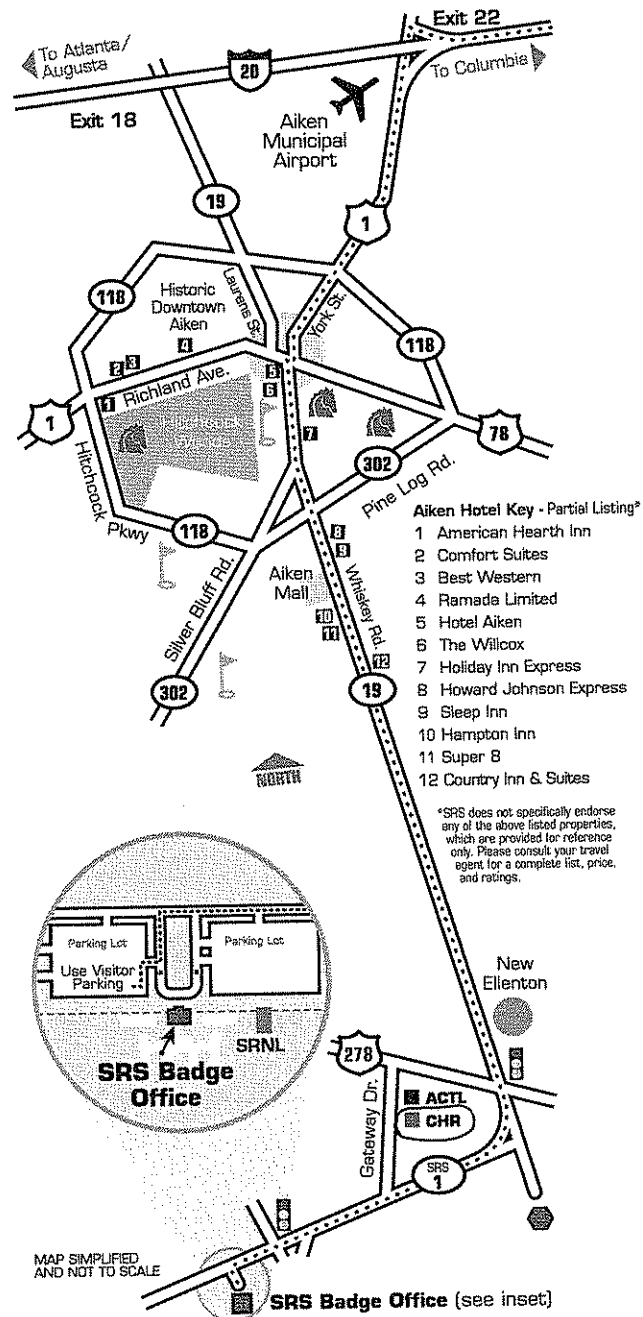 Exit 22
To Atlanta/
Augusta
20
To Columbia
Exit 18
Aiken
Municipal
Airport
19
1
118
Historic
Downtown
Aiken
Laurens St.
York St.
118
2
3
4
5
6
1
Richland Ave.
7
1
78
Hitchcock
Pkwy
302
Pine Log Rd.
118
Silver Bluff Rd.
8
9
Aiken
Mall
Whiskey Rd.
10
11
12
302
19
Aiken Hotel Key - Partial Listing*
1 American Hearth Inn
2 Comfort Suites
3 Best Western
4 Ramada Limited
5 Hotel Aiken
6 The Willcox
7 Holiday Inn Express
8 Howard Johnson Express
9 Sleep Inn
10 Hampton Inn
11 Super 8
12 Country Inn & Suites
NORTH
*SRS does not specifically endorse
any of the above listed properties,
which are provided for reference
only. Please consult your travel
agent for a complete list, price,
and ratings.
Parking Lot
Parking Lot
Use Visitor
Parking
SRNL
SRS Badge
Office
New
Ellenton
278
Gateway Dr.
ACTL
CHR
SRS
1
MAP SIMPLIFIED
AND NOT TO SCALE
SRS Badge Office (see inset)